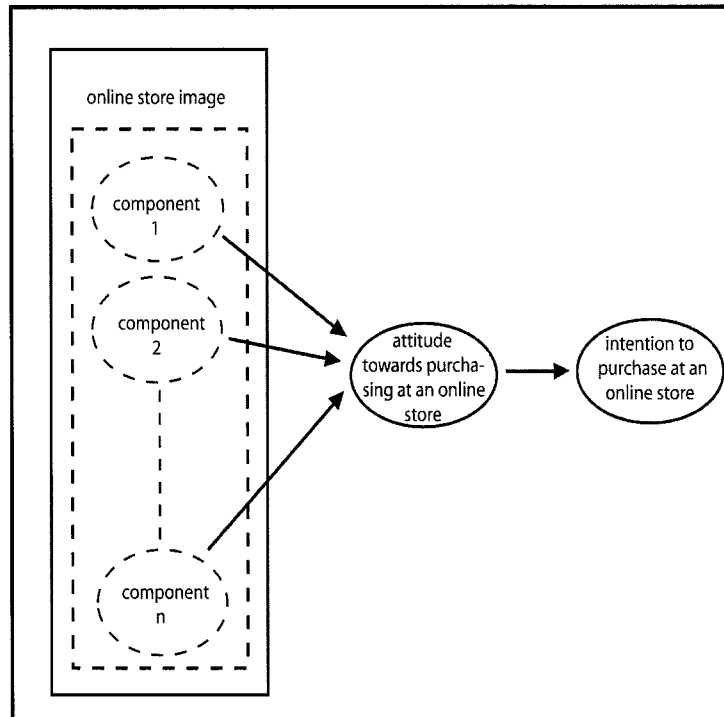 online store image
component
1
component
2
component
n
attitude
towards purcha-
sing at an online
store
intention to
purchase at an
online store